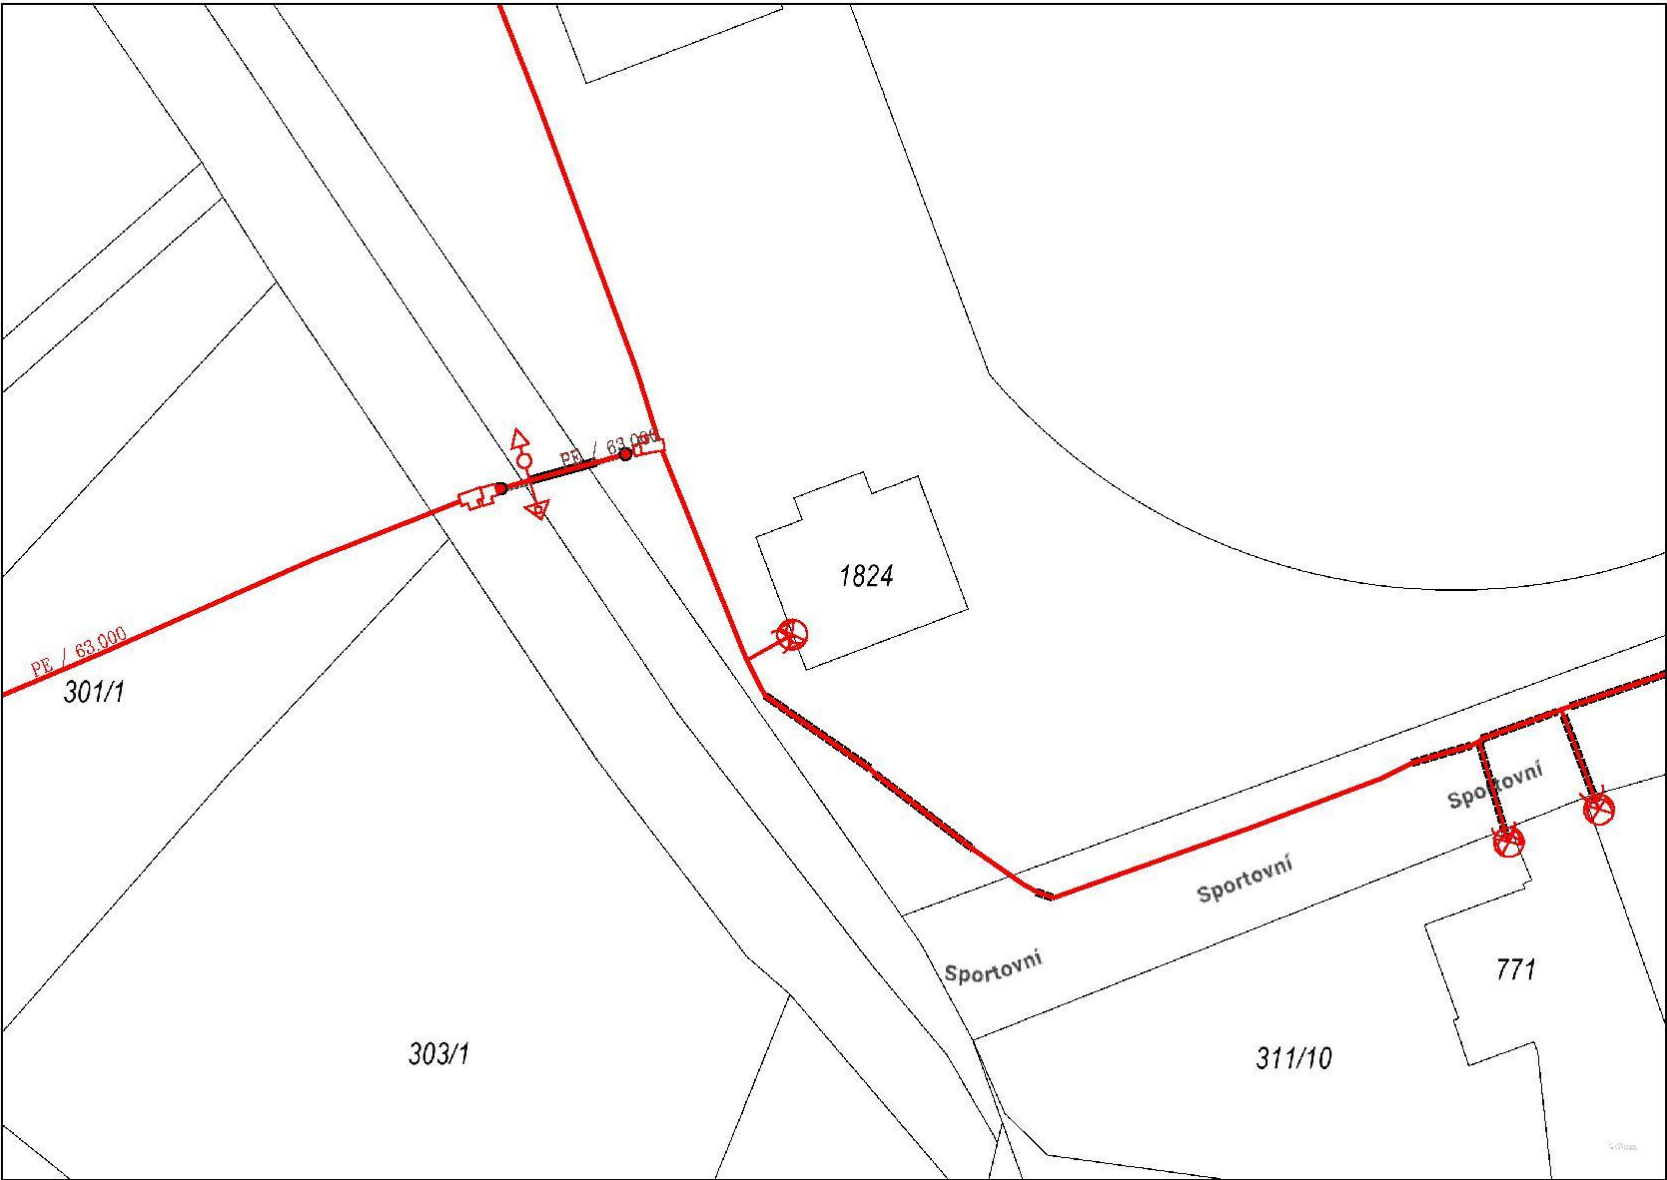 PE / 63.000
1824
PE / 63.000
301/1
Sportovní
Sportovní
Sportovní
771
303/1
311/10